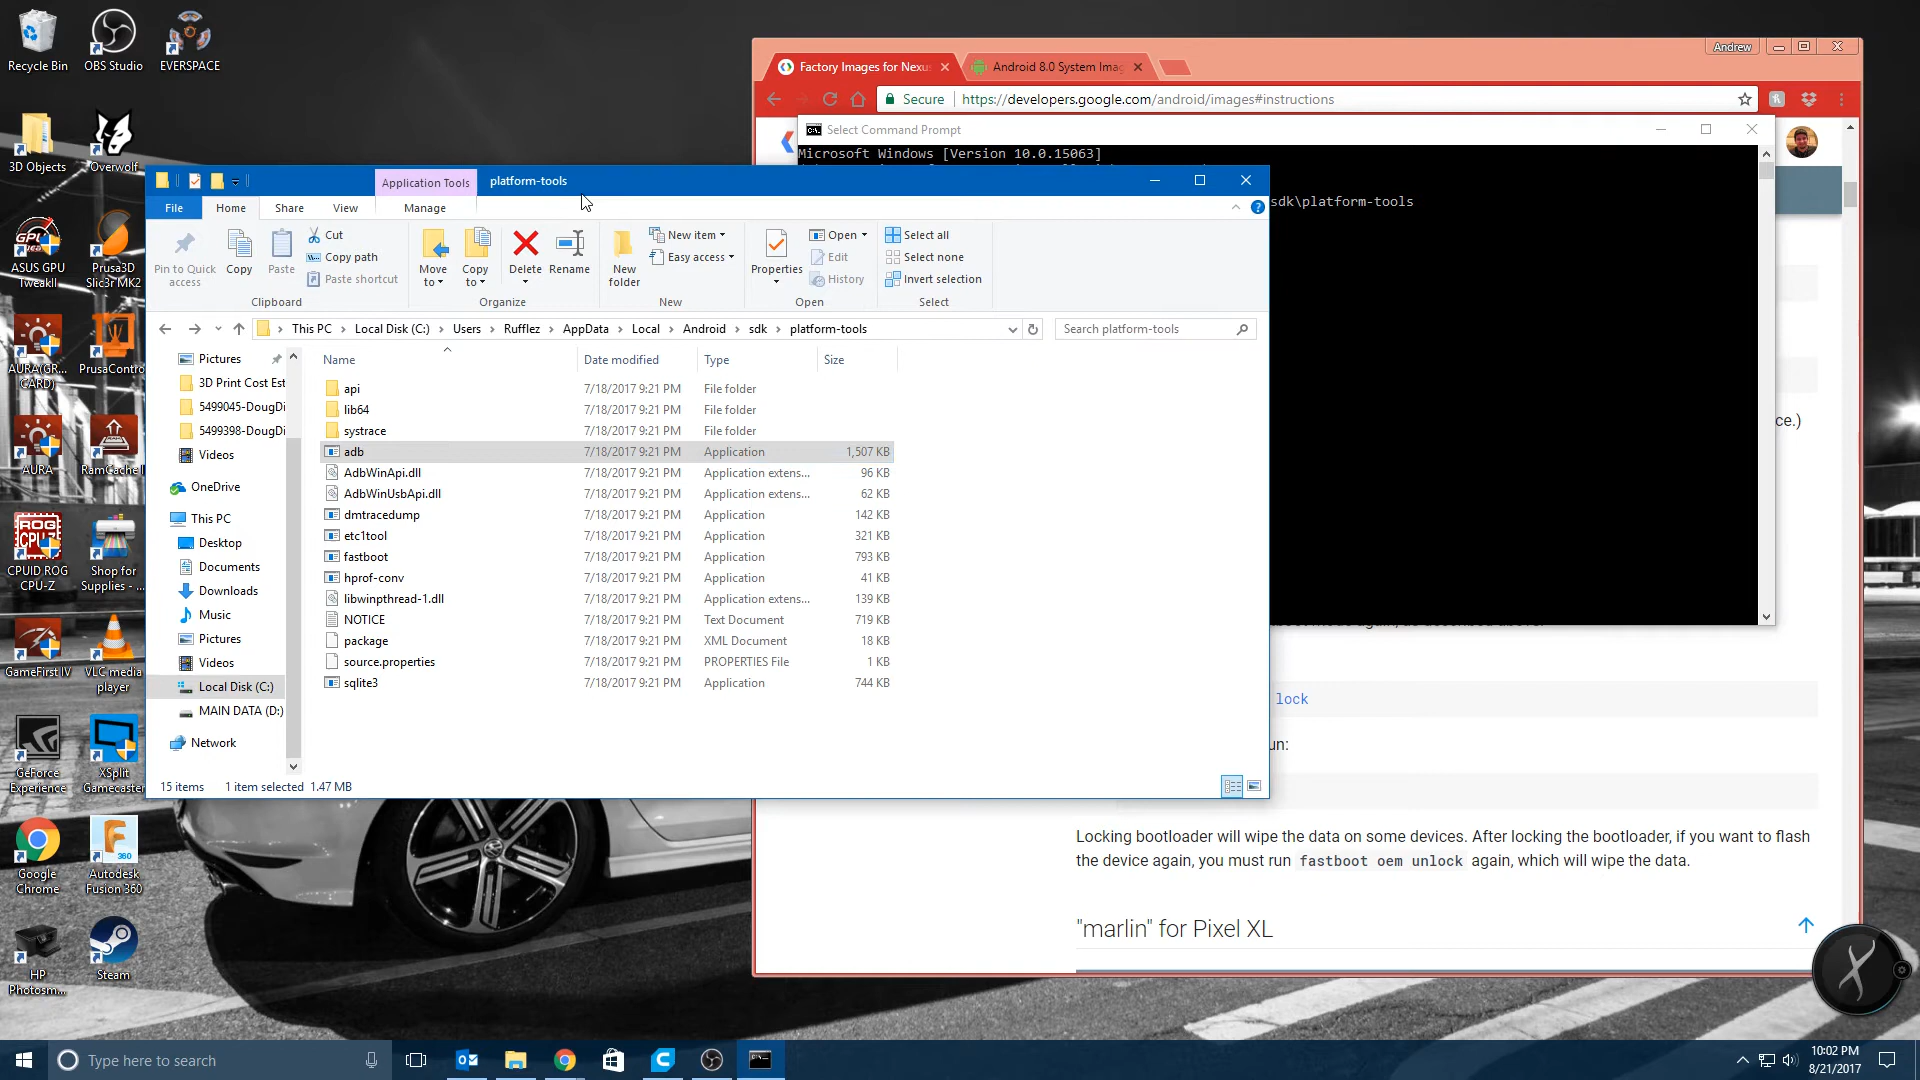 Recycle Bin
OBS Studio
EVERSPACE
3D Objects
Overwolf
ASUS GPU
TweakII
Prusa3D
Slic3r MK2
AURA(GR...
CARD)
PrusaContro
AURA
RamCache I
CPUID ROG
CPU-Z
Shop for
Supplies - ...
GameFirst IV
VLC media
player
GeForce
Experience
XSplit
Gamecaster
Google
Chrome
Autodesk
Fusion 360
HP
Photosm...
Steam
Andrew
Factory Images for Nexu
Android 8.0 System Imag
Secure
https://developers.google.com/android/images#instructions
Select Command Prompt
Microsoft Windows [Version 10.0.15063]
sdk\platform-tools
Application Tools
platform-tools
File
Home
Share
View
Manage
Pin to Quick
access
Copy
Paste
Cut
Copy path
Paste shortcut
Clipboard
Move
to
Copy
to
Delete
Rename
Organize
New
folder
New item
Easy access
New
Properties
Open
Edit
History
Open
Select all
Select none
Invert selection
Select
This PC
Local Disk (C:)
Users
Rufflez
AppData
Local
Android
sdk
platform-tools
Search platform-tools
Pictures
3D Print Cost Est
5499045-DougDi
5499398-DougDi
Videos
OneDrive
This PC
Desktop
Documents
Downloads
Music
Pictures
Videos
Local Disk (C:)
MAIN DATA (D:)
Network
Name Date modified Type Size
api 7/18/2017 9:21 PM File folder
lib64 7/18/2017 9:21 PM File folder
systrace 7/18/2017 9:21 PM File folder
adb 7/18/2017 9:21 PM Application 1,507 KB
AdbWinApi.dll 7/18/2017 9:21 PM Application extens... 96 KB
AdbWinUsbApi.dll 7/18/2017 9:21 PM Application extens... 62 KB
dmtracedump 7/18/2017 9:21 PM Application 142 KB
etc1tool 7/18/2017 9:21 PM Application 321 KB
fastboot 7/18/2017 9:21 PM Application 793 KB
hprof-conv 7/18/2017 9:21 PM Application 41 KB
libwinpthread-1.dll 7/18/2017 9:21 PM Application extens... 139 KB
NOTICE 7/18/2017 9:21 PM Text Document 719 KB
package 7/18/2017 9:21 PM XML Document 18 KB
source.properties 7/18/2017 9:21 PM PROPERTIES File 1 KB
sqlite3 7/18/2017 9:21 PM Application 744 KB
15 items 1 item selected 1.47 MB
ce.)
lock
un:
Locking bootloader will wipe the data on some devices. After locking the bootloader, if you want to flash
the device again, you must run fastboot oem unlock again, which will wipe the data.
"marlin" for Pixel XL
Type here to search
10:02 PM
8/21/2017